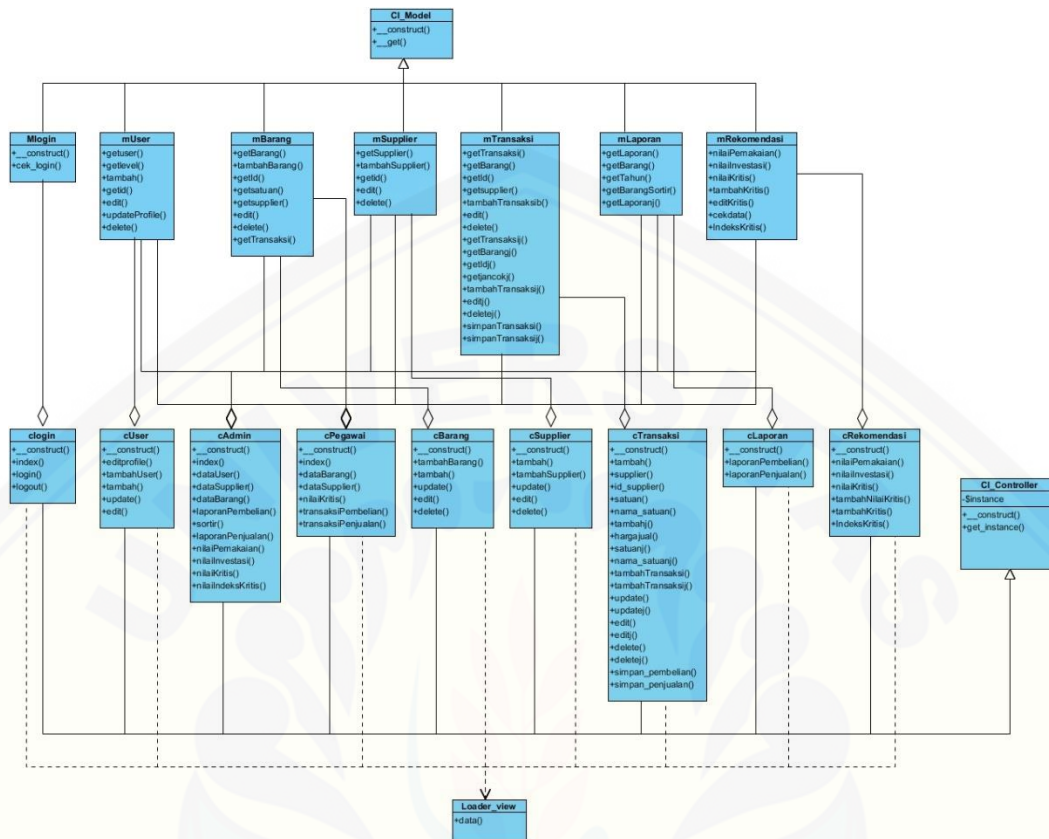 CI_Model
+__construct()
+__get()
Mlogin
+__construct()
+cek_login()
mUser
+getuser()
+getlevel()
+tambah()
+getid()
+edit()
+updateProfile()
+delete()
mBarang
+getBarang()
+tambahBarang()
+getId()
+getsatuan()
+getsupplier()
+edit()
+delete()
+getTransaksi()
mSupplier
+getSupplier()
+tambahSupplier()
+getId()
+edit()
+delete()
mTransaksi
+getTransaksi()
+getBarang()
+getId()
+getsupplier()
+tambahTransaksib()
+edit()
+delete()
+getTransaksij()
+getBarangj()
+getIdj()
+getjancokj()
+tambahTransaksij()
+editj()
+deletej()
+simpanTransaksi()
+simpanTransaksij()
mLaporan
+getLaporan()
+getBarang()
+getTahun()
+getBarangSortir()
+getLaporanj()
mRekomendasi
+nilaiPemakaian()
+nilaiInvestasi()
+nilaiKritis()
+tambahKritis()
+editKritis()
+cekdata()
+IndeksKritis()
clogin
+__construct()
+index()
+login()
+logout()
cUser
+__construct()
+editprofile()
+tambahUser()
+tambah()
+update()
+edit()
cAdmin
+__construct()
+index()
+dataUser()
+dataSupplier()
+dataBarang()
+laporanPembelian()
+sortir()
+laporanPenjualan()
+nilaiPemakaian()
+nilaiInvestasi()
+nilaiKritis()
+nilaiIndeksKritis()
cPegawai
+__construct()
+index()
+dataBarang()
+dataSupplier()
+nilaiKritis()
+transaksiPembelian()
+transaksiPenjualan()
cBarang
+__construct()
+tambahBarang()
+tambah()
+update()
+edit()
+delete()
cSupplier
+__construct()
+tambah()
+tambahSupplier()
+update()
+edit()
+delete()
cTransaksi
+__construct()
+tambah()
+supplier()
+id_supplier()
+satuan()
+nama_satuan()
+tambahj()
+hargajual()
+satuanj()
+nama_satuanj()
+tambahTransaksi()
+tambahTransaksij()
+update()
+updatej()
+edit()
+editj()
+delete()
+deletej()
+simpan_pembelian()
+simpan_penjualan()
cLaporan
+__construct()
+laporanPembelian()
+laporanPenjualan()
cRekomendasi
+__construct()
+nilaiPemakaian()
+nilaiInvestasi()
+nilaiKritis()
+tambahNilaiKritis()
+tambahKritis()
+IndeksKritis()
CI_Controller
-$instance
+__construct()
+get_instance()
Loader_view
+data()
UNIVERSITAS